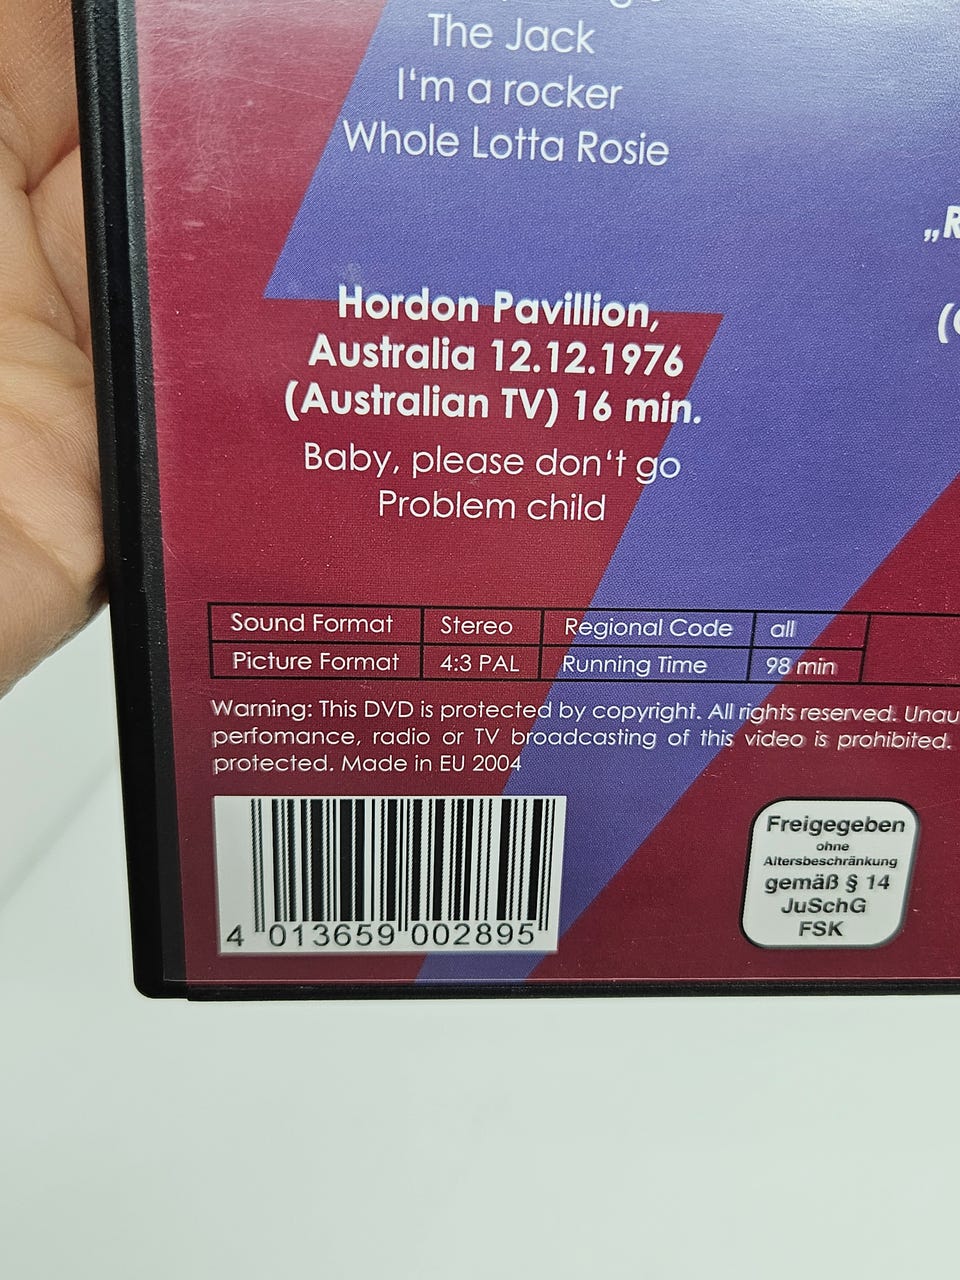 The Jack
I'm a rocker
Whole Lotta Rosie
„R
(
Hordon Pavillion,
Australia 12.12.1976
(Australian TV) 16 min.
Baby, please don't go
Problem child
Sound Format Stereo Regional Code all
Picture Format 4:3 PAL Running Time 98 min
Warning: This DVD is protected by copyright. All rights reserved. Unau
perfomance, radio or TV broadcasting of this video is prohibited.
protected. Made in EU 2004
4 013659 002895
Freigegeben
ohne
Altersbeschränkung
gemäß § 14
JuSchG
FSK